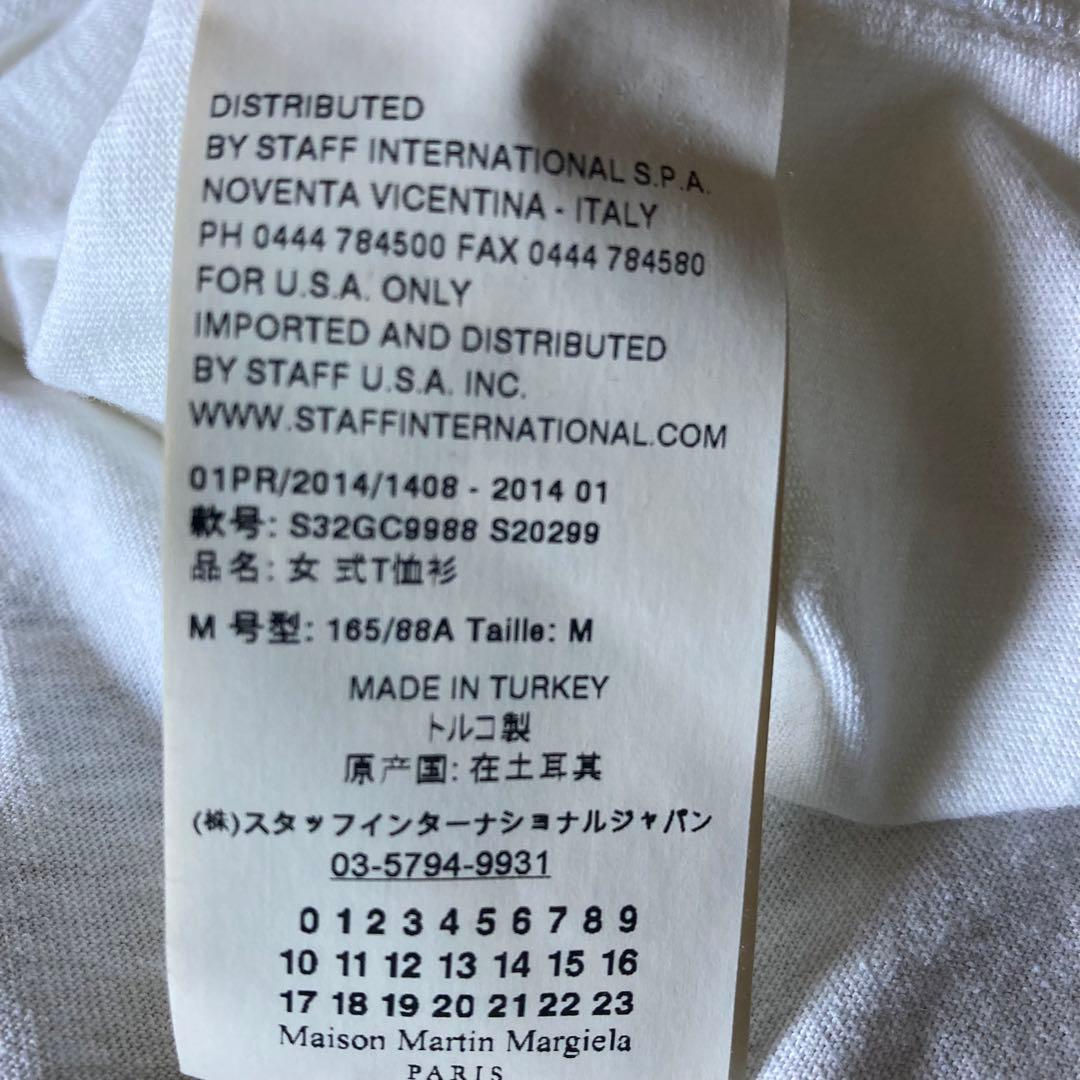 DISTRIBUTED
BY STAFF INTERNATIONAL S.P.A.
NOVENTA VICENTINA - ITALY
PH 0444 784500 FAX 0444 784580
FOR U.S.A. ONLY
IMPORTED AND DISTRIBUTED
BY STAFF U.S.A. INC.
WWW.STAFFINTERNATIONAL.COM
01PR/2014/1408 - 2014 01
款号: S32GC9988 S20299
品名: 女 式T恤衫
M 号型: 165/88A Taille: M
MADE IN TURKEY
トルコ製
原产国: 在土耳其
(株)スタッフインターナショナルジャパン
03-5794-9931
0 1 2 3 4 5 6 7 8 9
10 11 12 13 14 15 16
17 18 19 20 21 22 23
Maison Martin Margiela
PARIS